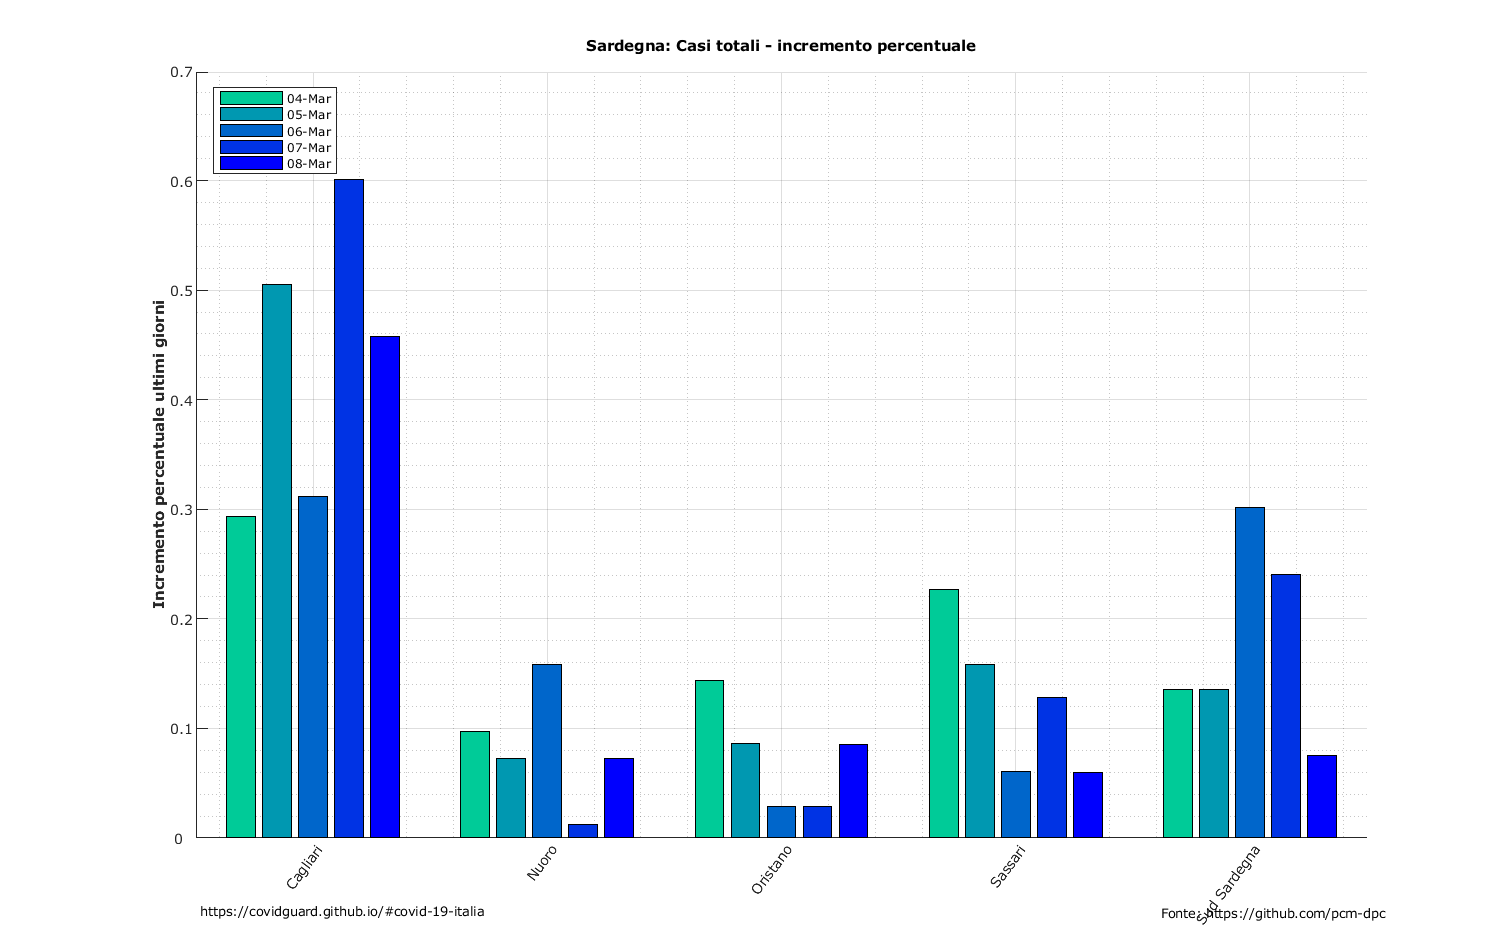 Sardegna: Casi totali - incremento percentuale
0.7
0.6
0.5
0.4
0.3
0.2
0.1
0
Incremento percentuale ultimi giorni
04-Mar
05-Mar
06-Mar
07-Mar
08-Mar
Cagliari
Nuoro
Oristano
Sassari
Sud Sardegna
https://covidguard.github.io/#covid-19-italia
Fonte: https://github.com/pcm-dpc